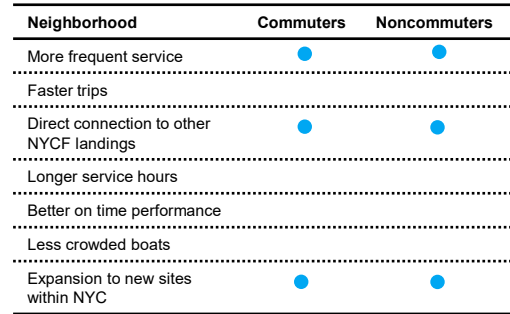 Neighborhood Commuters Noncommuters
More frequent service
Faster trips
Direct connection to other
NYCF landings
Longer service hours
Better on time performance
Less crowded boats
Expansion to new sites
within NYC